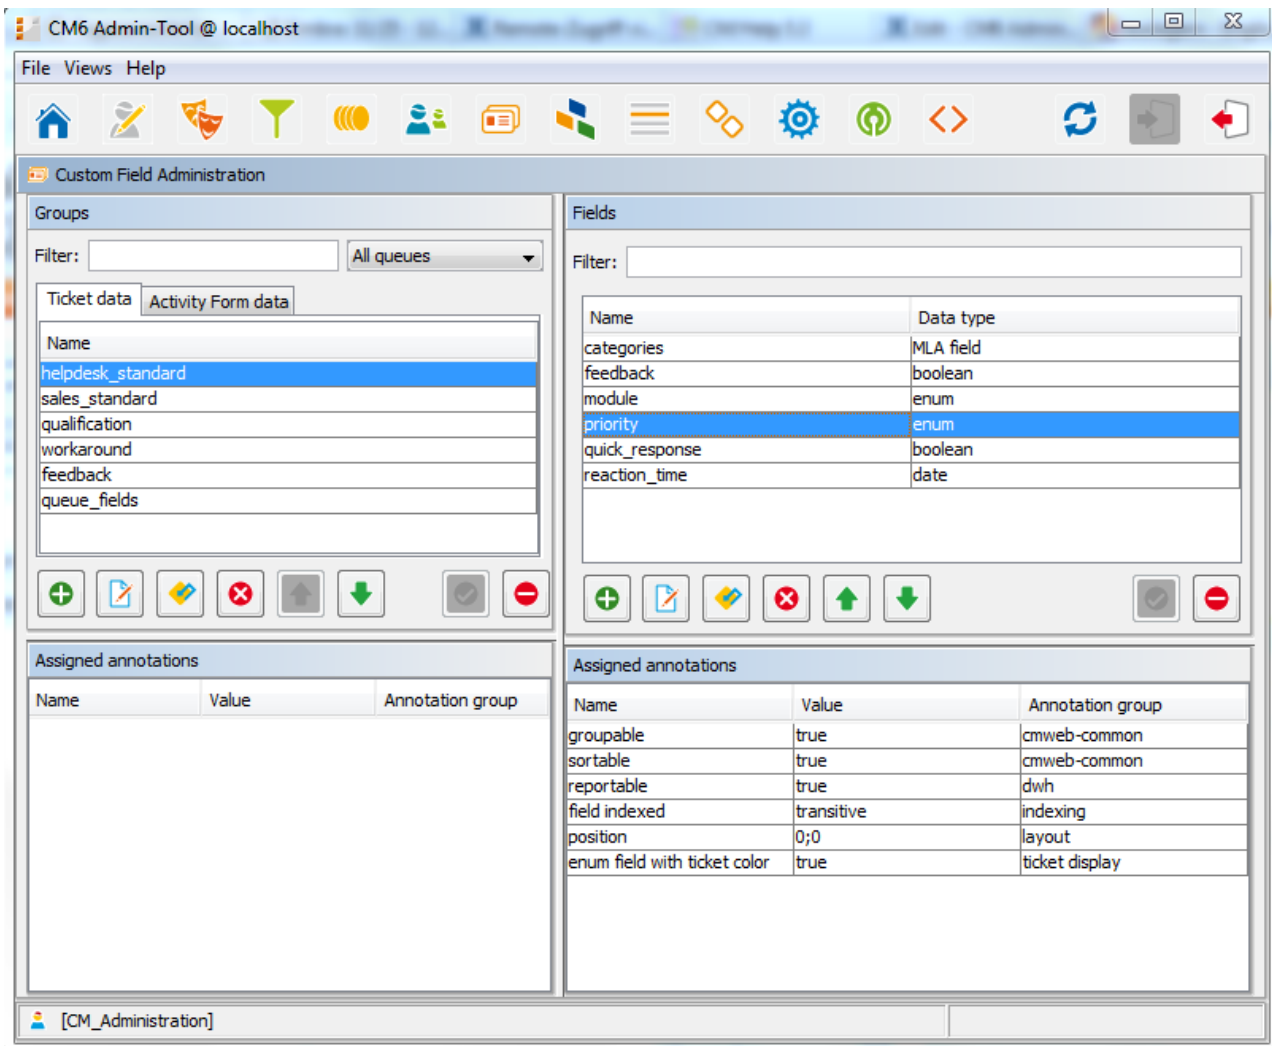 CM6 Admin-Tool @ localhost
File Views Help
Custom Field Administration
Groups
Filter:
All queues
Ticket data
Activity Form data
Name
helpdesk_standard
sales_standard
qualification
workaround
feedback
queue_fields
Assigned annotations
Name Value Annotation group
Fields
Filter:
Name Data type
categories MLA field
feedback boolean
module enum
priority enum
quick_response boolean
reaction_time date
Assigned annotations
Name Value Annotation group
groupable true cmweb-common
sortable true cmweb-common
reportable true dwh
field indexed transitive indexing
position 0;0 layout
enum field with ticket color true ticket display
[CM_Administration]